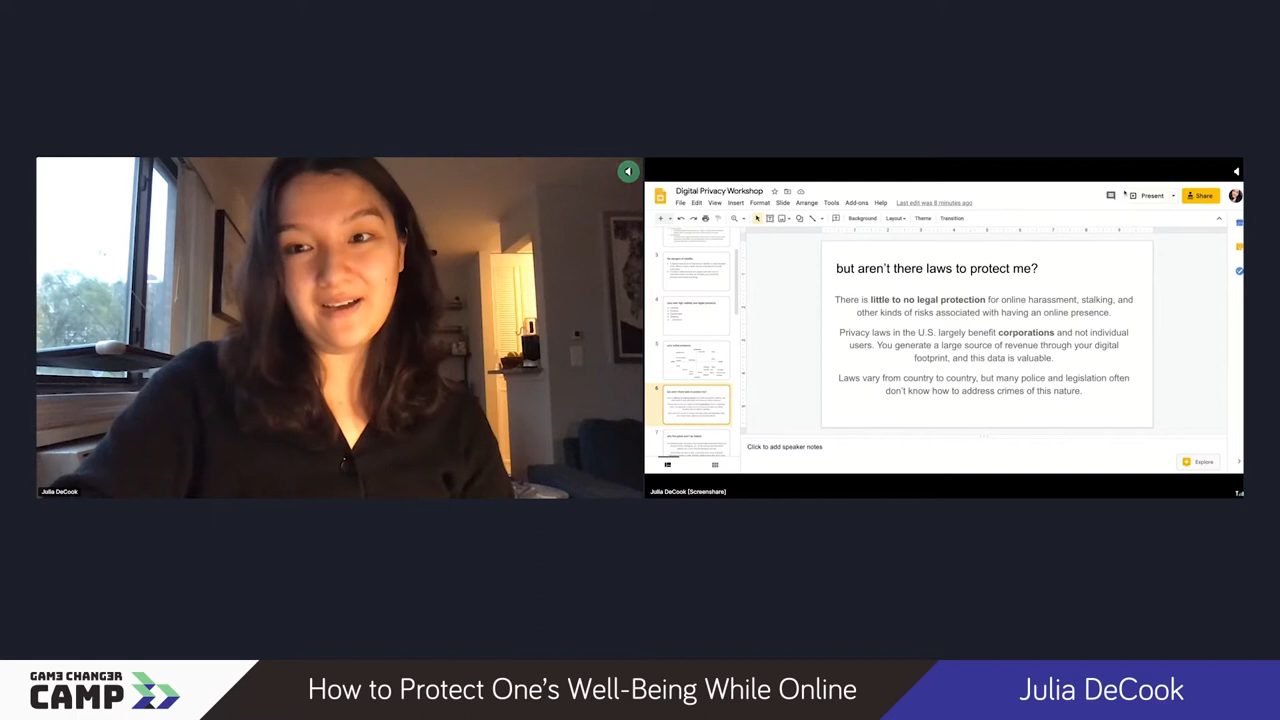 Julia DeCook
Digital Privacy Workshop
File Edit View Insert Format Slide Arrange Tools Add-ons Help Last edit was 8 minutes ago
Present
Share
Background Layout Theme Transition
3
4
5
6
7
but aren't there laws to protect me?
There is little to no legal protection for online harassment, stalking, and
other kinds of risks associated with having an online presence.
Privacy laws in the U.S. largely benefit corporations and not individual
users. You generate a large source of revenue through your digital
footprint, and this data is valuable.
Laws vary from country to country, but many police and legislation often
don't know how to address crimes of this nature.
Click to add speaker notes
Explore
Julia DeCook (Screenshare)
GAME CHANGER
CAMP
How to Protect One's Well-Being While Online
Julia DeCook